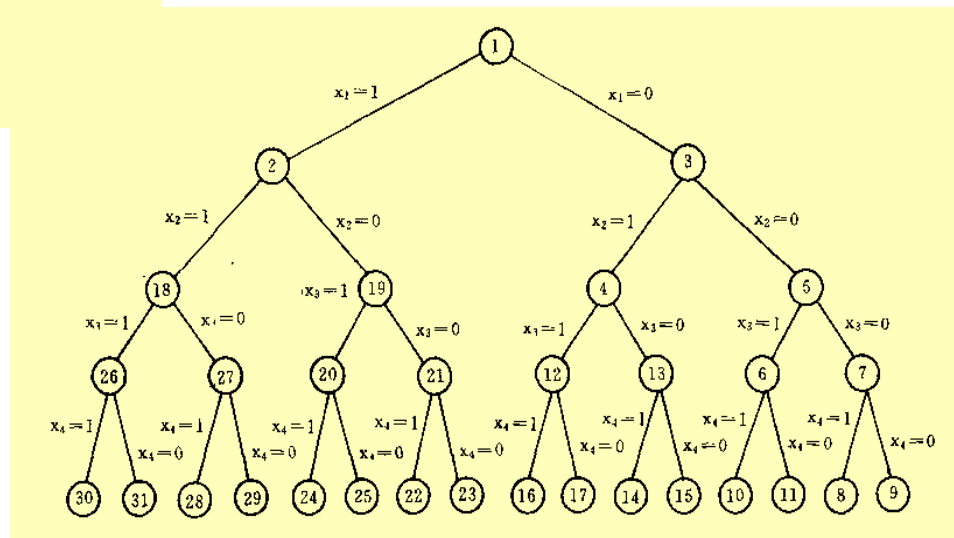 1
x₁=1 x₁=0
2 3
x₂=1 x₂=0 x₂=1 x₂=0
18 19 4 5
x₃=1 x₃=0 x₃=1 x₃=0 x₃=1 x₃=0 x₃=1 x₃=0
26 27 20 21 12 13 6 7
x₄=1 x₄=0 x₄=1 x₄=0 x₄=1 x₄=0 x₄=1 x₄=0 x₄=1 x₄=0 x₄=1 x₄=0 x₄=1 x₄=0 x₄=1 x₄=0
30 31 28 29 24 25 22 23 16 17 14 15 10 11 8 9